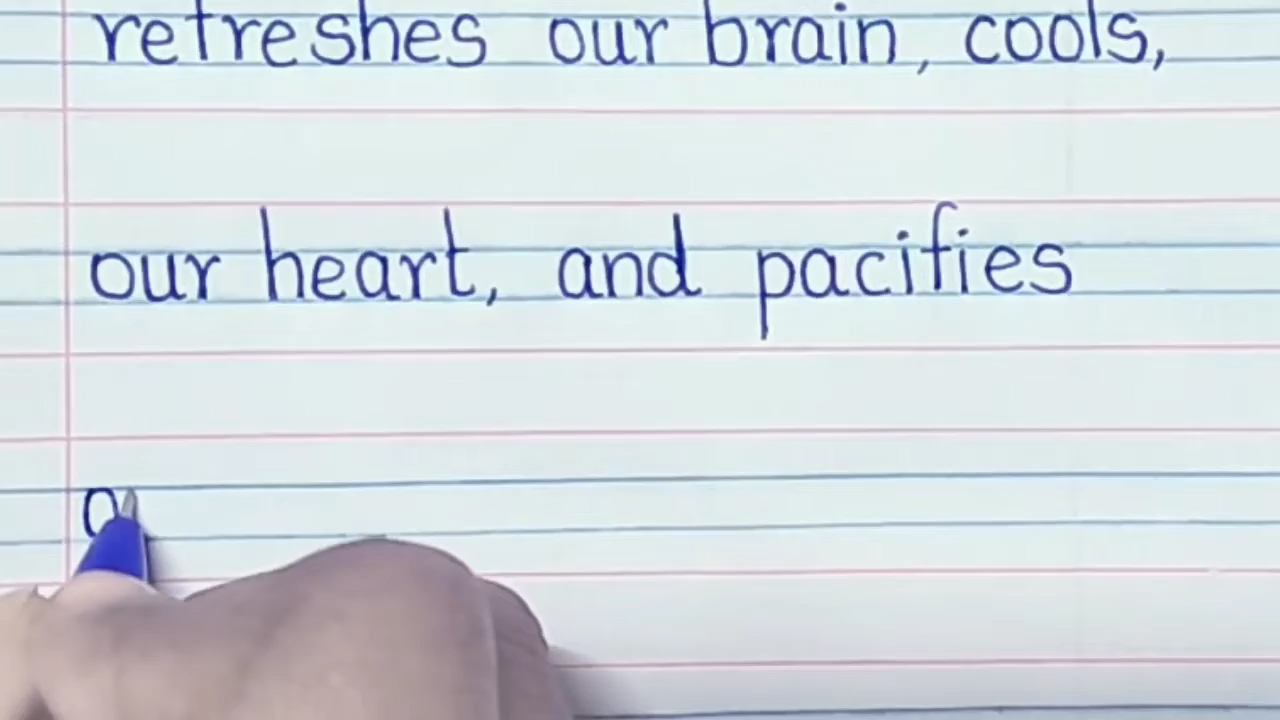 refreshes our brain, cools,
our heart, and pacifies